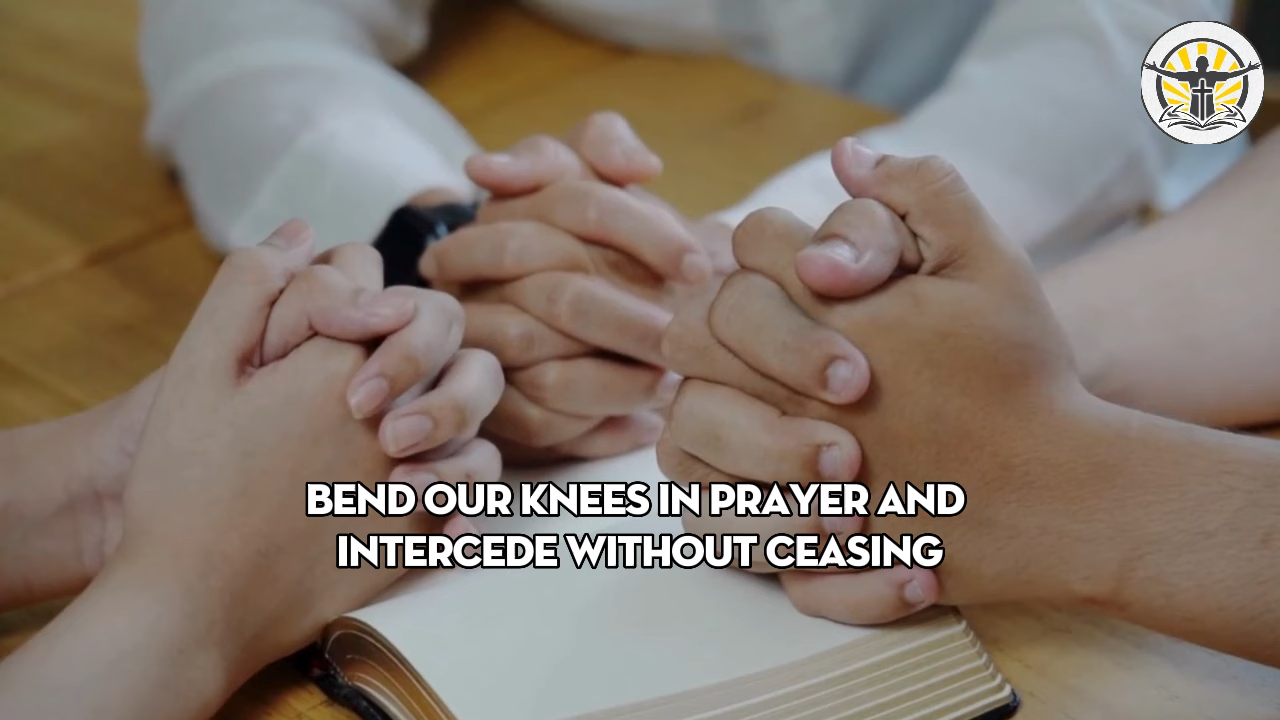 BEND OUR KNEES IN PRAYER AND
INTERCEDE WITHOUT CEASING